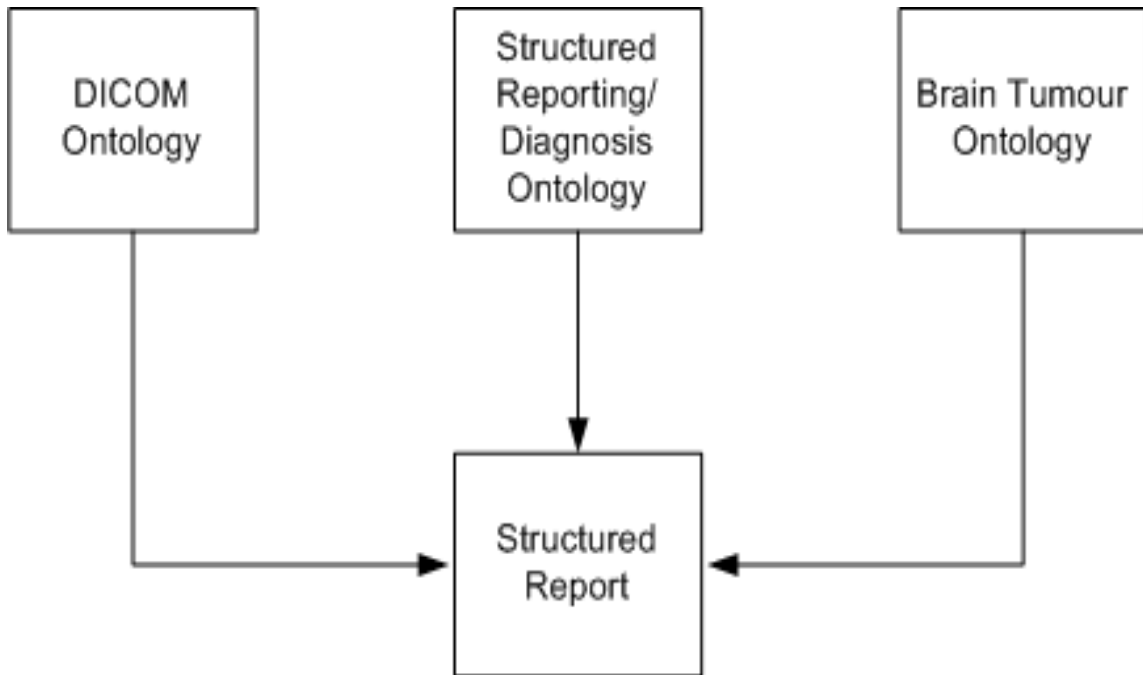 DICOM
Ontology
Structured
Reporting/
Diagnosis
Ontology
Brain Tumour
Ontology
Structured
Report